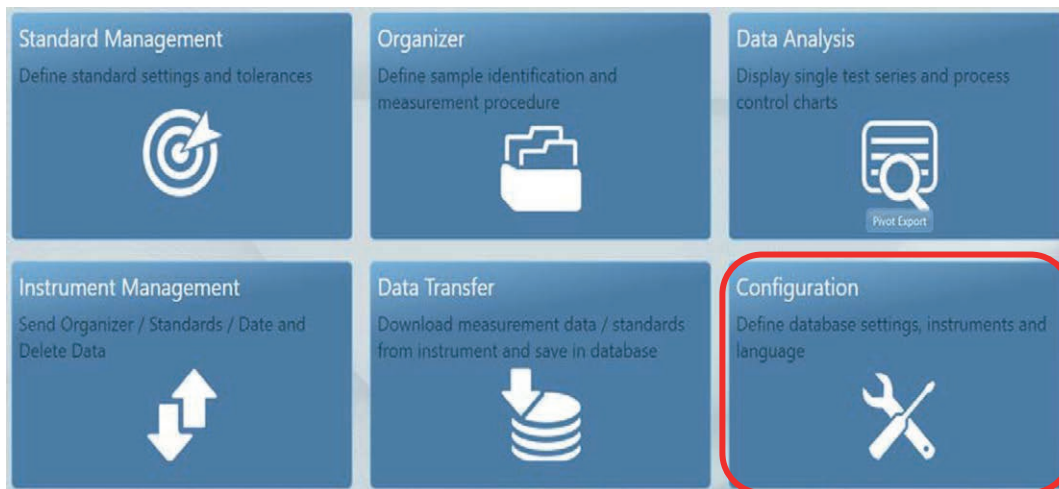 Standard Management
Define standard settings and tolerances
Organizer
Define sample identification and
measurement procedure
Data Analysis
Display single test series and process
control charts
Pivot Export
Instrument Management
Send Organizer / Standards / Date and
Delete Data
Data Transfer
Download measurement data / standards
from instrument and save in database
Configuration
Define database settings, instruments and
language